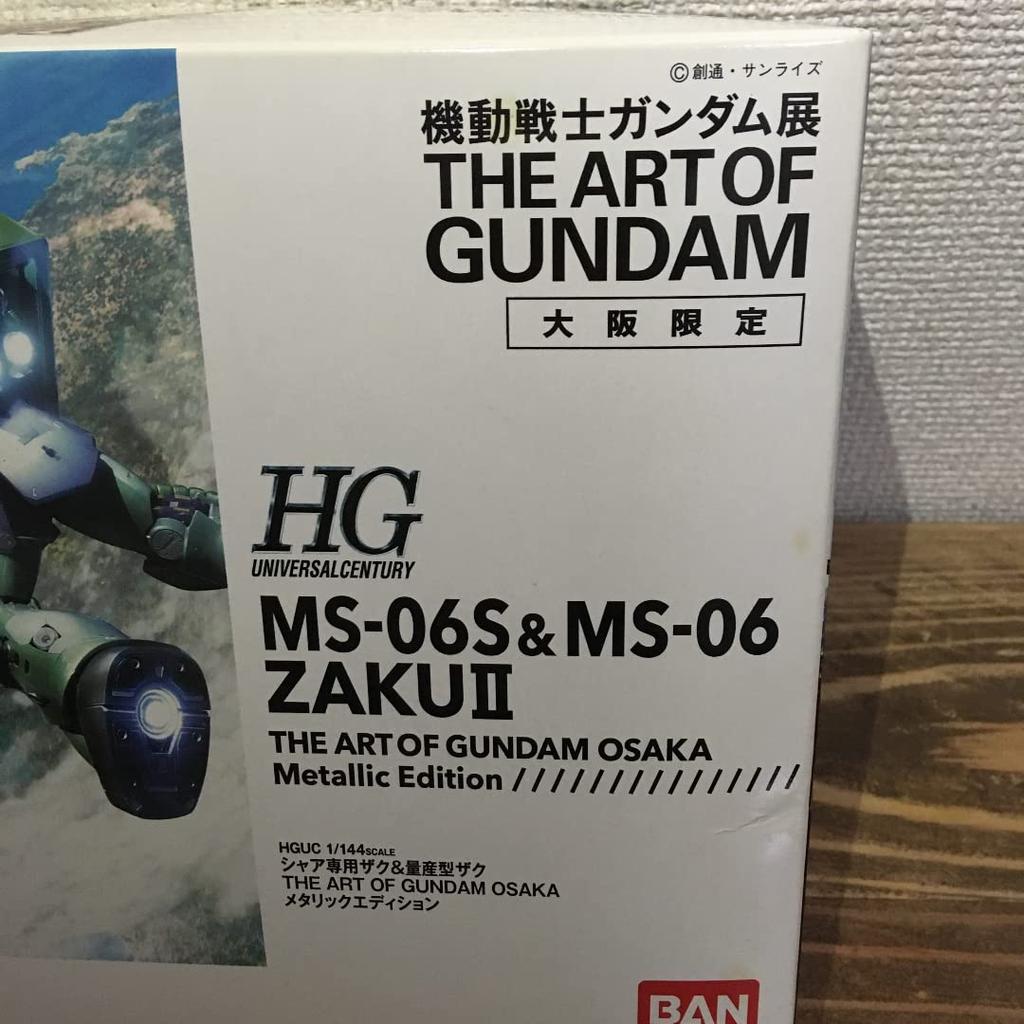 ©創通・サンライズ
機動戦士ガンダム展
THE ART OF
GUNDAM
大阪限定
HG
UNIVERSAL CENTURY
MS-06S & MS-06
ZAKUⅡ
THE ART OF GUNDAM OSAKA
Metallic Edition ///////////////
HGUC 1/144SCALE
シャア専用ザク&量産型ザク
THE ART OF GUNDAM OSAKA
メタリックエディション
BAN